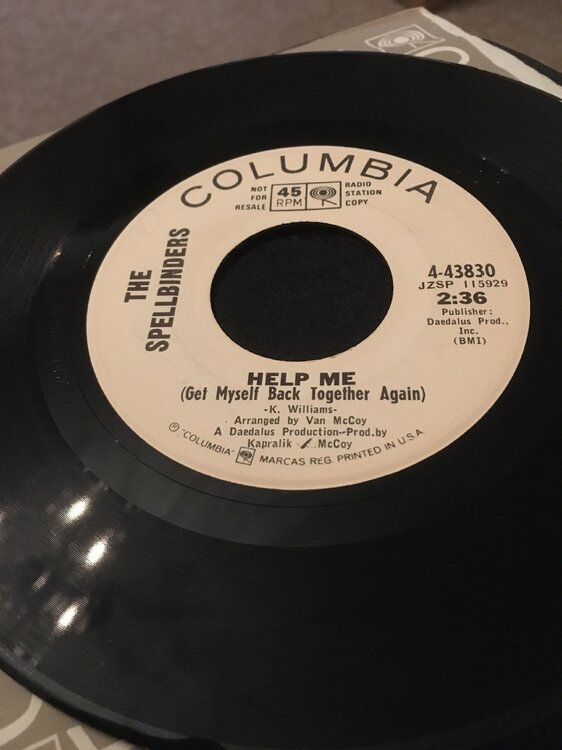 COLUMBIA
NOT
FOR
RESALE
45
RPM
RADIO
STATION
COPY
THE
SPELLBINDERS
4-43830
JZSP 115929
2:36
Publisher:
Daedalus Prod.,
Inc.
(BMI)
HELP ME
(Get Myself Back Together Again)
-K. Williams-
Arranged by Van McCoy
A Daedalus Production-Prod.by
Kapralik / McCoy
Ⓟ "COLUMBIA" MARCAS REG. PRINTED IN U.S.A.